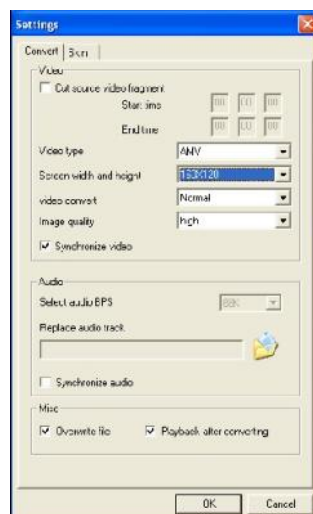 Settings
Convert Skin
Video
Cut source video fragment
Start time 00 00 00
End time 00 00 00
Video type AMV
Screen width and height 160X120
video convert Normal
Image quality high
Synchronize video
Audio
Select audio BPS
Replace audio track
Synchronize audio
Misc
Overwrite file Playback after converting
OK Cancel